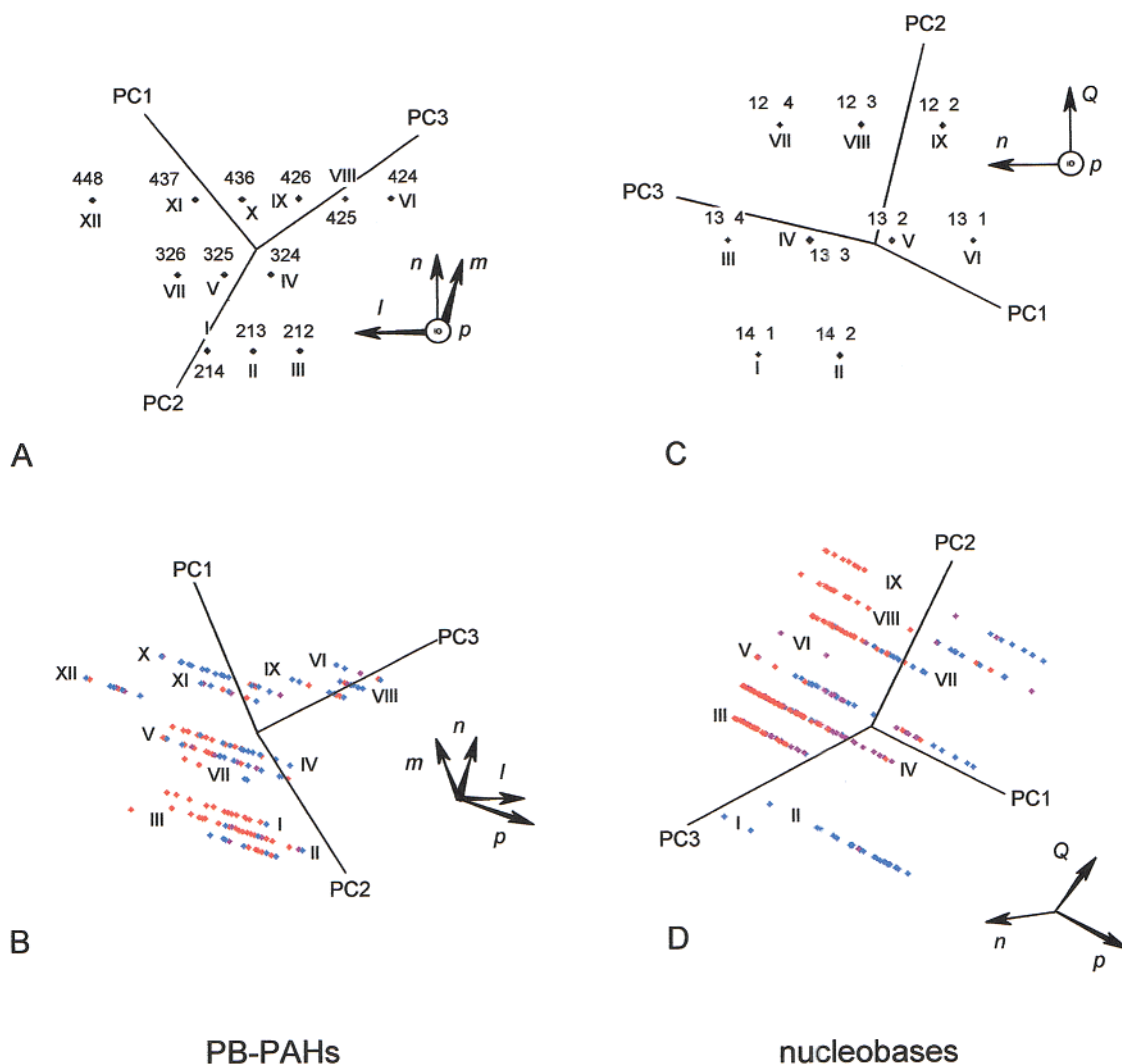 PC1
PC3
448 437 436 426 VIII 424
XII XI X IX 425 VI
326 325 324
VII V IV
I 213 212
214 II III
PC2
n m
l p
A
PC2
12 4 12 3 12 2
VII VIII IX
Q
n p
PC3
13 4 IV 13 2 V 13 1
III 13 3 VI
PC1
14 1 14 2
I II
C
PC1
PC3
X IX VI
XII XI VIII
V IV
VII
III I
II
PC2
m n l
p
B
PC2
IX
VIII
VI
V VII
III IV
PC1
PC3 I II
Q
n p
D
PB-PAHs
nucleobases